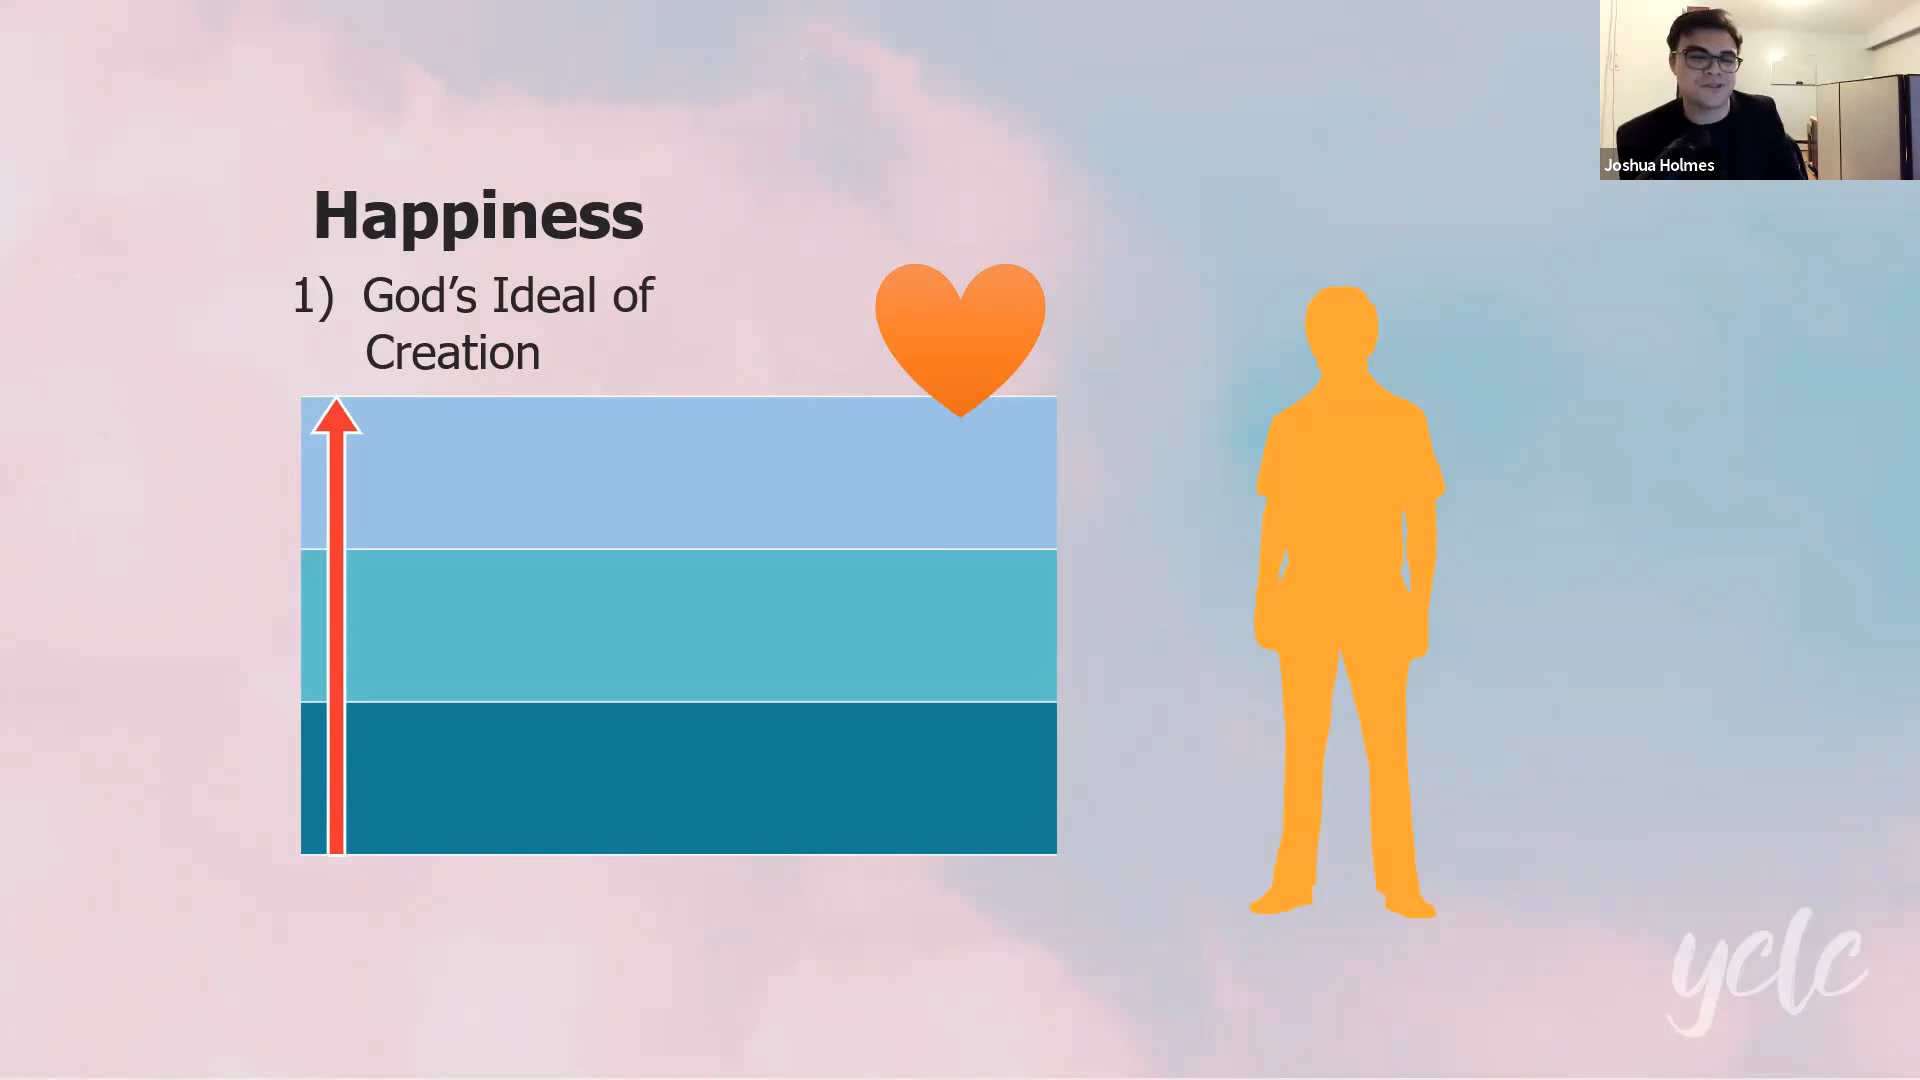 Joshua Holmes
Happiness
1) God’s Ideal of
Creation
yclc